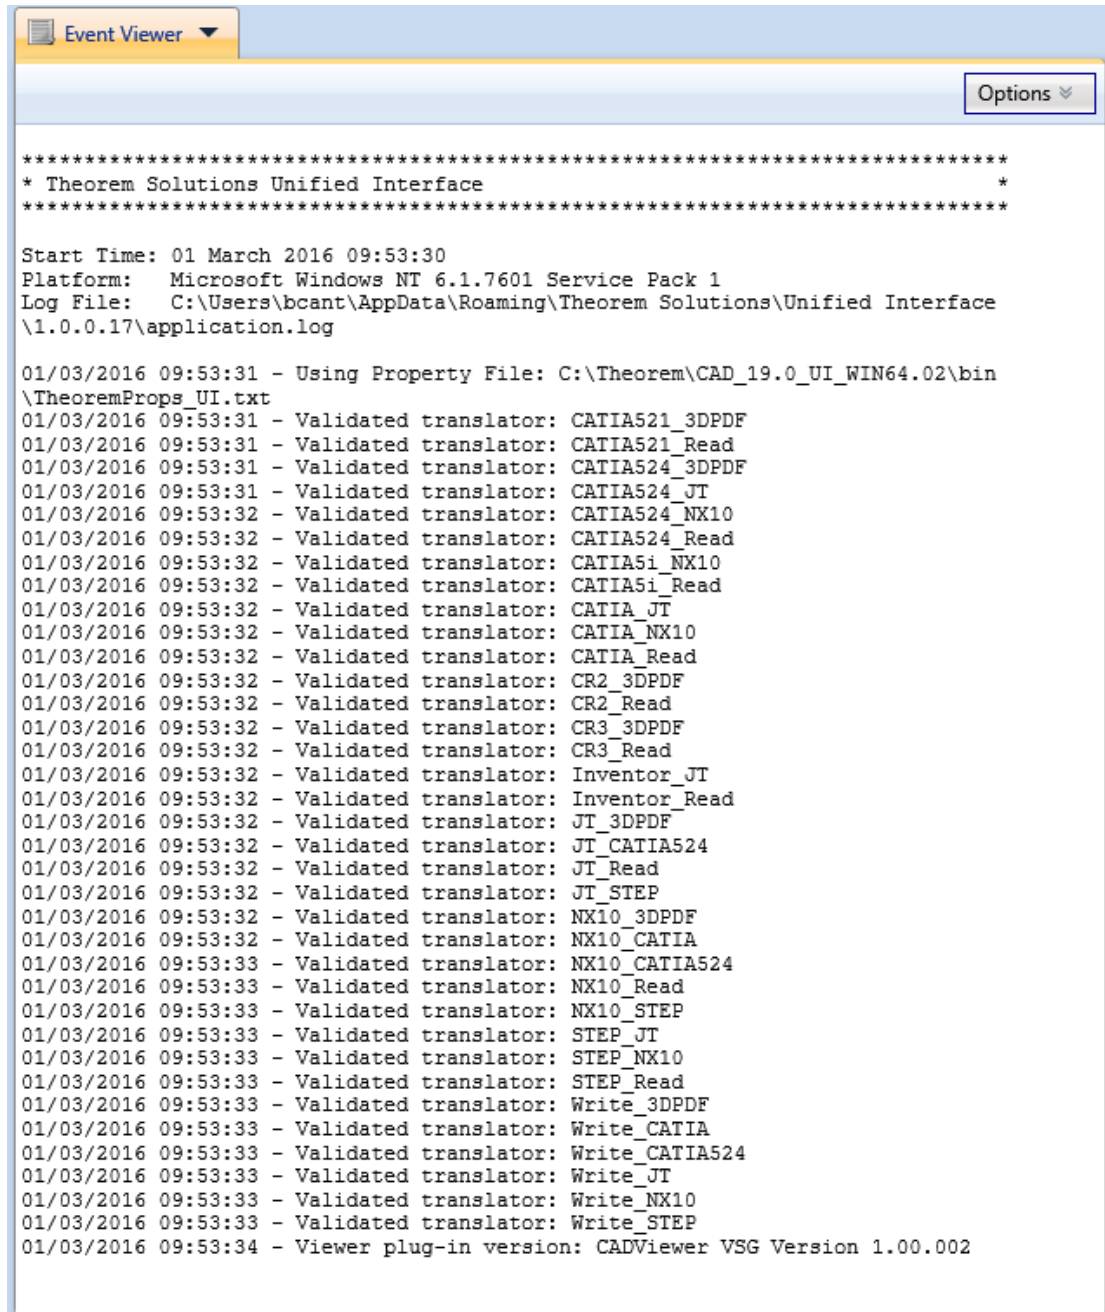 Event Viewer
Options
*******************************************************************************
* Theorem Solutions Unified Interface *
*******************************************************************************
Start Time: 01 March 2016 09:53:30
Platform: Microsoft Windows NT 6.1.7601 Service Pack 1
Log File: C:\Users\bcant\AppData\Roaming\Theorem Solutions\Unified Interface
\1.0.0.17\application.log
01/03/2016 09:53:31 - Using Property File: C:\Theorem\CAD_19.0_UI_WIN64.02\bin
\TheoremProps_UI.txt
01/03/2016 09:53:31 - Validated translator: CATIA521_3DPDF
01/03/2016 09:53:31 - Validated translator: CATIA521_Read
01/03/2016 09:53:31 - Validated translator: CATIA524_3DPDF
01/03/2016 09:53:31 - Validated translator: CATIA524_JT
01/03/2016 09:53:32 - Validated translator: CATIA524_NX10
01/03/2016 09:53:32 - Validated translator: CATIA524_Read
01/03/2016 09:53:32 - Validated translator: CATIA5i_NX10
01/03/2016 09:53:32 - Validated translator: CATIA5i_Read
01/03/2016 09:53:32 - Validated translator: CATIA_JT
01/03/2016 09:53:32 - Validated translator: CATIA_NX10
01/03/2016 09:53:32 - Validated translator: CATIA_Read
01/03/2016 09:53:32 - Validated translator: CR2_3DPDF
01/03/2016 09:53:32 - Validated translator: CR2_Read
01/03/2016 09:53:32 - Validated translator: CR3_3DPDF
01/03/2016 09:53:32 - Validated translator: CR3_Read
01/03/2016 09:53:32 - Validated translator: Inventor_JT
01/03/2016 09:53:32 - Validated translator: Inventor_Read
01/03/2016 09:53:32 - Validated translator: JT_3DPDF
01/03/2016 09:53:32 - Validated translator: JT_CATIA524
01/03/2016 09:53:32 - Validated translator: JT_Read
01/03/2016 09:53:32 - Validated translator: JT_STEP
01/03/2016 09:53:32 - Validated translator: NX10_3DPDF
01/03/2016 09:53:32 - Validated translator: NX10_CATIA
01/03/2016 09:53:33 - Validated translator: NX10_CATIA524
01/03/2016 09:53:33 - Validated translator: NX10_Read
01/03/2016 09:53:33 - Validated translator: NX10_STEP
01/03/2016 09:53:33 - Validated translator: STEP_JT
01/03/2016 09:53:33 - Validated translator: STEP_NX10
01/03/2016 09:53:33 - Validated translator: STEP_Read
01/03/2016 09:53:33 - Validated translator: Write_3DPDF
01/03/2016 09:53:33 - Validated translator: Write_CATIA
01/03/2016 09:53:33 - Validated translator: Write_CATIA524
01/03/2016 09:53:33 - Validated translator: Write_JT
01/03/2016 09:53:33 - Validated translator: Write_NX10
01/03/2016 09:53:33 - Validated translator: Write_STEP
01/03/2016 09:53:34 - Viewer plug-in version: CADViewer VSG Version 1.00.002